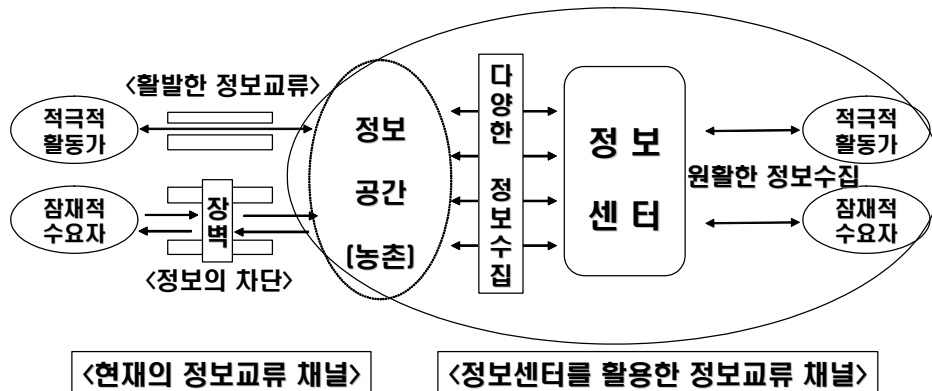 <활발한 정보교류>
적극적
활동가
잠재적
수요자
장
벽
<정보의 차단>
정보
공간
(농촌)
다
양
한
정
보
수
집
정 보
센 터
원활한 정보수집
적극적
활동가
잠재적
수요자
<현재의 정보교류 채널>
<정보센터를 활용한 정보교류 채널>